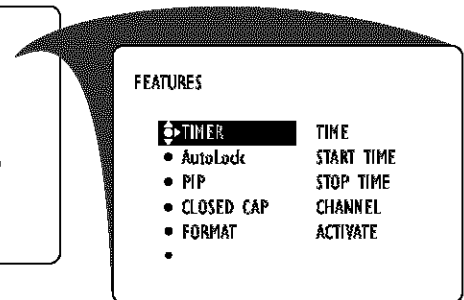 FEATURES
TIMER TIME
AutoLock START TIME
PIP STOP TIME
CLOSED CAP CHANNEL
FORMAT ACTIVATE